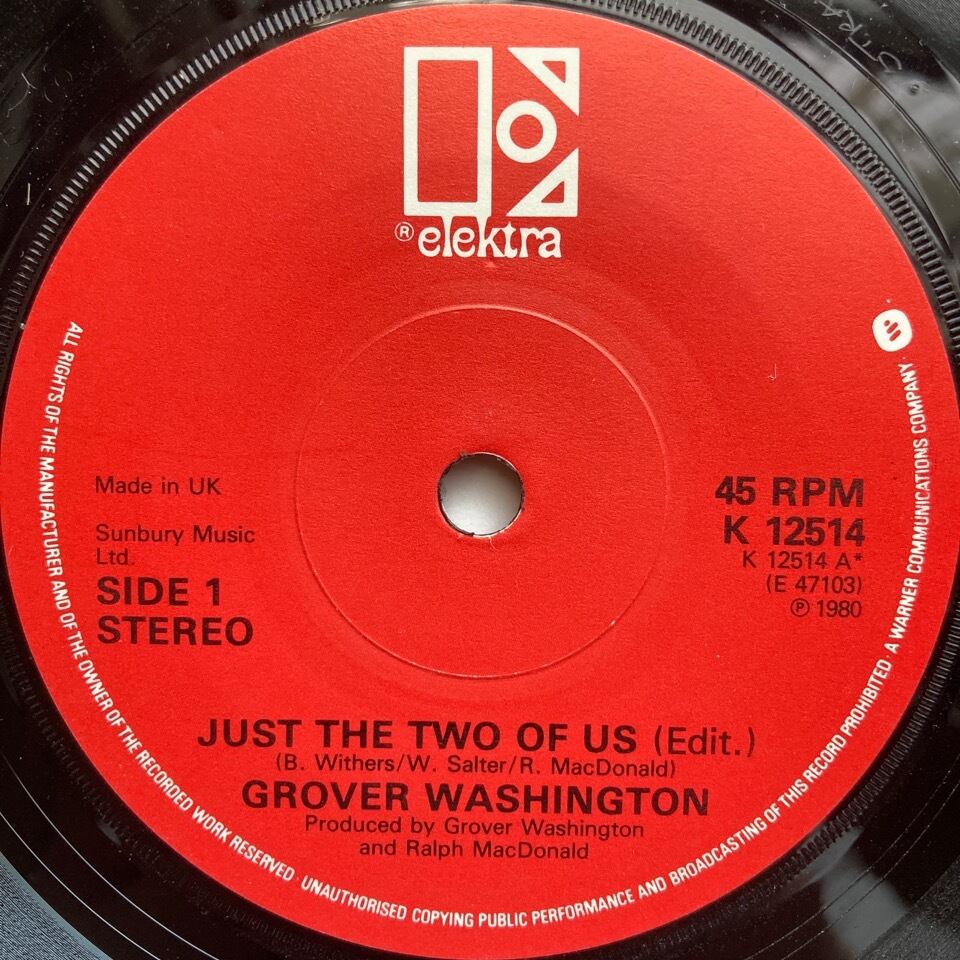 ® elektra
Made in UK
Sunbury Music
Ltd.
SIDE 1
STEREO
45 RPM
K 12514
K 12514 A*
(E 47103)
℗ 1980
JUST THE TWO OF US (Edit.)
(B. Withers/W. Salter/R. MacDonald)
GROVER WASHINGTON
Produced by Grover Washington
and Ralph MacDonald
ALL RIGHTS OF THE MANUFACTURER AND OF THE OWNER OF THE RECORDED WORK RESERVED · UNAUTHORISED COPYING PUBLIC PERFORMANCE AND BROADCASTING OF THIS RECORD PROHIBITED · A WARNER COMMUNICATIONS COMPANY ·